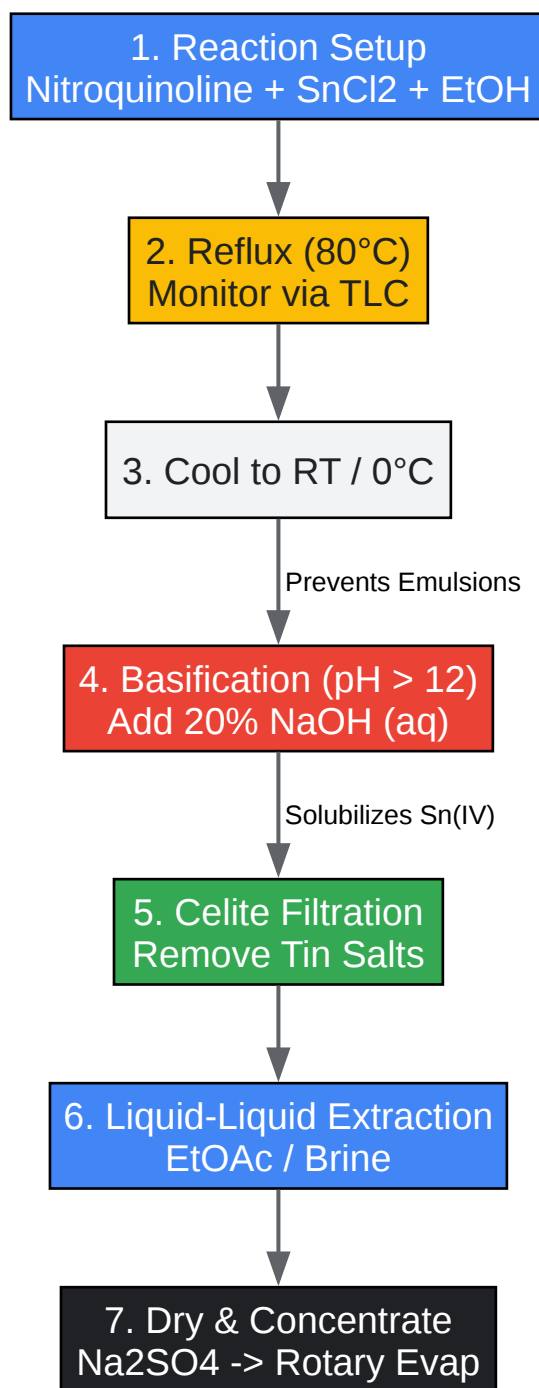 1. Reaction Setup
Nitroquinoline + SnCl2 + EtOH
2. Reflux (80°C)
Monitor via TLC
3. Cool to RT / 0°C
Prevents Emulsions
4. Basification (pH > 12)
Add 20% NaOH (aq)
Solubilizes Sn(IV)
5. Celite Filtration
Remove Tin Salts
6. Liquid-Liquid Extraction
EtOAc / Brine
7. Dry & Concentrate
Na2SO4 -> Rotary Evap